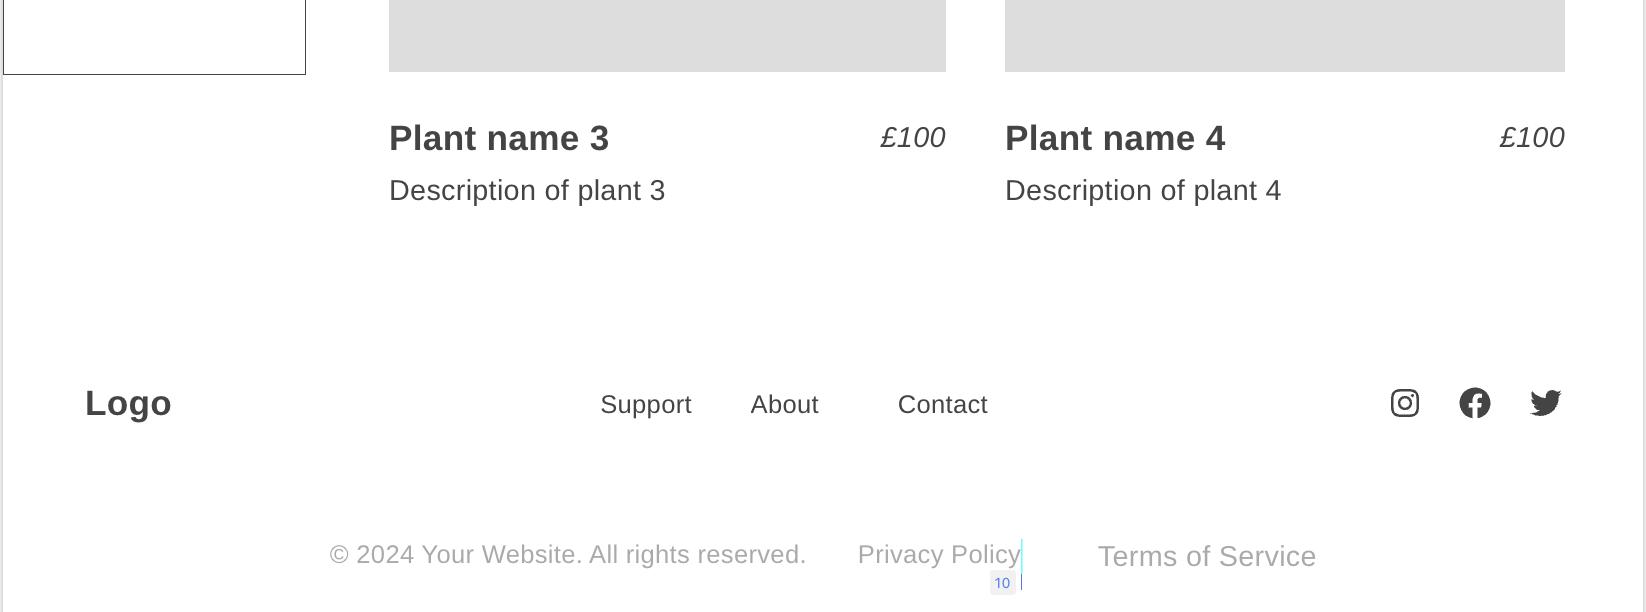 Plant name 3
£100
Description of plant 3
Plant name 4
£100
Description of plant 4
Logo
Support
About
Contact
© 2024 Your Website. All rights reserved.
Privacy Policy
Terms of Service
10